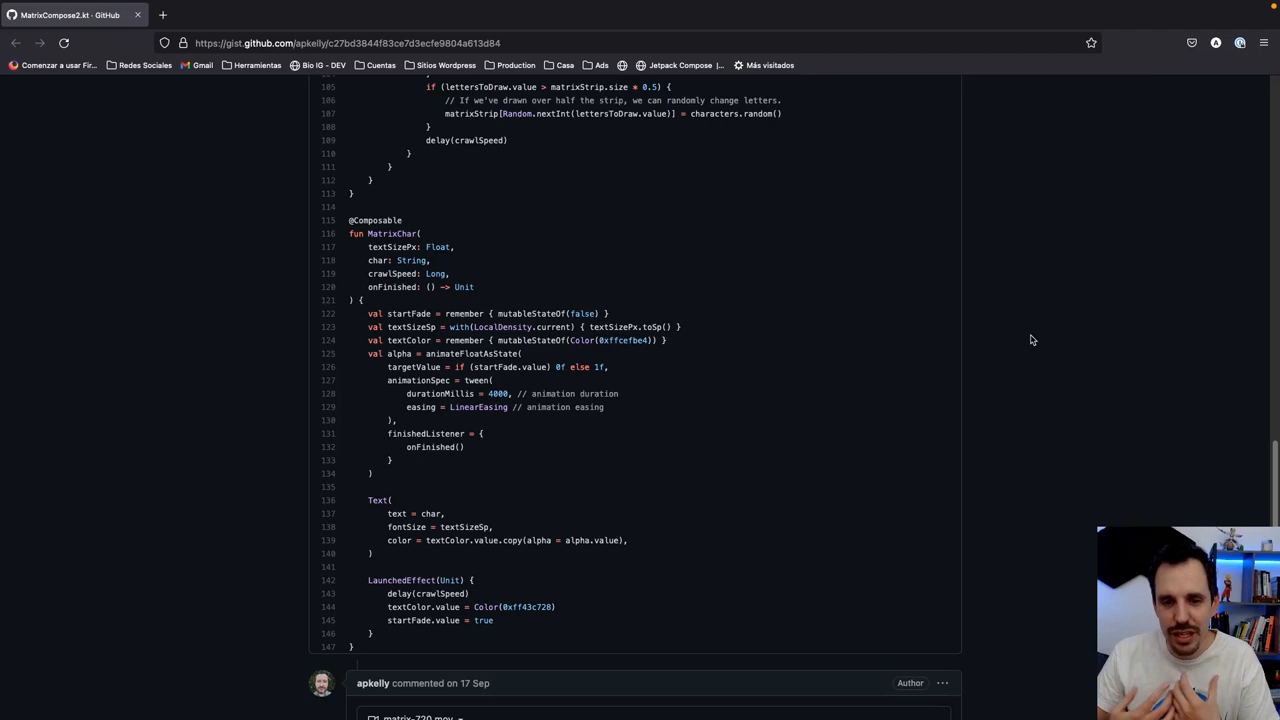 MatrixCompose2.kt · GitHub
https://gist.github.com/apkelly/c27bd3844f83ce7d3ecfe9804a613d84
Comenzar a usar Fir... Redes Sociales Gmail Herramientas Bio IG - DEV Cuentas Sitios Wordpress Production Casa Ads Jetpack Compose |... Más visitados
105 if (lettersToDraw.value > matrixStrip.size * 0.5) {
106 // If we've drawn over half the strip, we can randomly change letters.
107 matrixStrip[Random.nextInt(lettersToDraw.value)] = characters.random()
108 }
109 delay(crawlSpeed)
110 }
111 }
112 }
113 }
114
115 @Composable
116 fun MatrixChar(
117 textSizePx: Float,
118 char: String,
119 crawlSpeed: Long,
120 onFinished: () -> Unit
121 ) {
122 val startFade = remember { mutableStateOf(false) }
123 val textSizeSp = with(LocalDensity.current) { textSizePx.toSp() }
124 val textColor = remember { mutableStateOf(Color(0xffcefbe4)) }
125 val alpha = animateFloatAsState(
126 targetValue = if (startFade.value) 0f else 1f,
127 animationSpec = tween(
128 durationMillis = 4000, // animation duration
129 easing = LinearEasing // animation easing
130 ),
131 finishedListener = {
132 onFinished()
133 }
134 )
135
136 Text(
137 text = char,
138 fontSize = textSizeSp,
139 color = textColor.value.copy(alpha = alpha.value),
140 )
141
142 LaunchedEffect(Unit) {
143 delay(crawlSpeed)
144 textColor.value = Color(0xff43c728)
145 startFade.value = true
146 }
147 }
apkelly commented on 17 Sep Author ...
matrix-720.mov